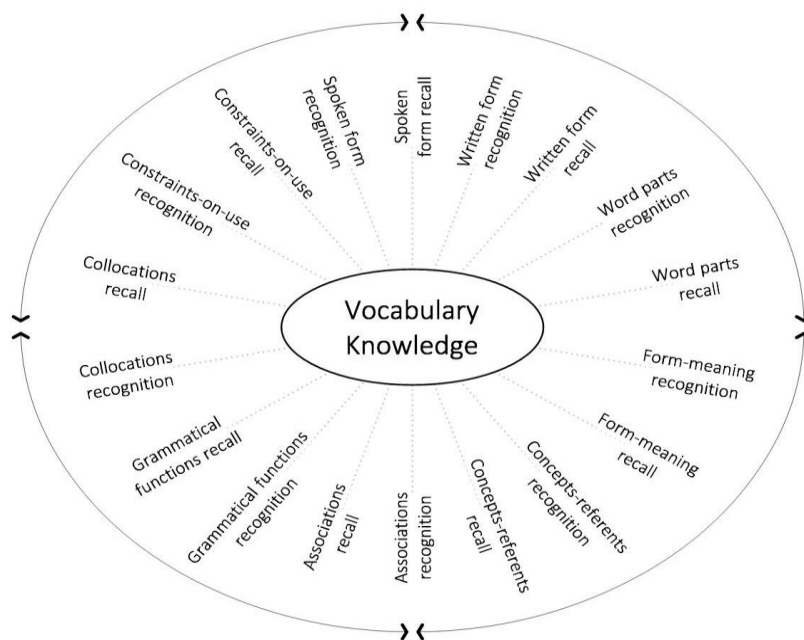 Vocabulary
Knowledge
Spoken
form recall
Written form
recognition
Written form
recall
Word parts
recognition
Word parts
recall
Form-meaning
recognition
Form-meaning
recall
Concepts-referents
recognition
Concepts-referents
recall
Associations
recognition
Associations
recall
Grammatical functions
recognition
Grammatical
functions recall
Collocations
recognition
Collocations
recall
Constraints-on-use
recognition
Constraints-on-use
recall
Spoken form
recognition